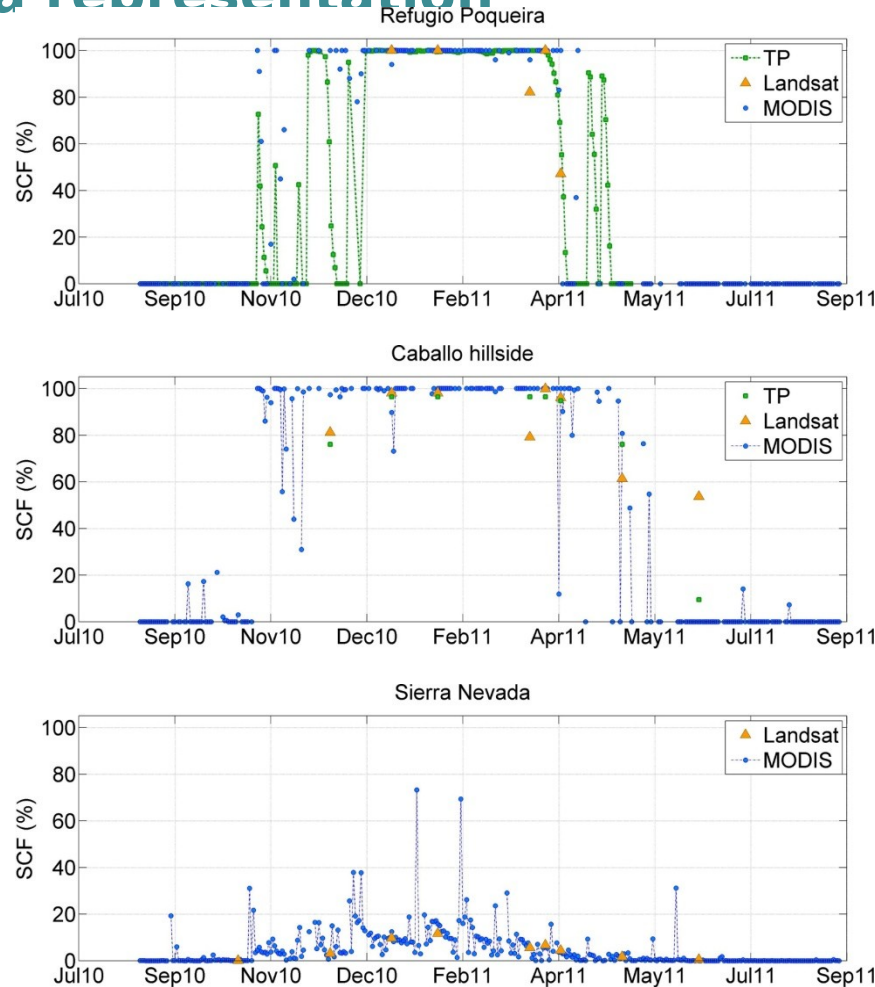 a representation
Refugio Poqueira
100
80
60
40
20
0
SCF (%)
TP
Landsat
MODIS
Jul10 Sep10 Nov10 Dec10 Feb11 Apr11 May11 Jul11 Sep11
Caballo hillside
100
80
60
40
20
0
SCF (%)
TP
Landsat
MODIS
Jul10 Sep10 Nov10 Dec10 Feb11 Apr11 May11 Jul11 Sep11
Sierra Nevada
100
80
60
40
20
0
SCF (%)
Landsat
MODIS
Jul10 Sep10 Nov10 Dec10 Feb11 Apr11 May11 Jul11 Sep11